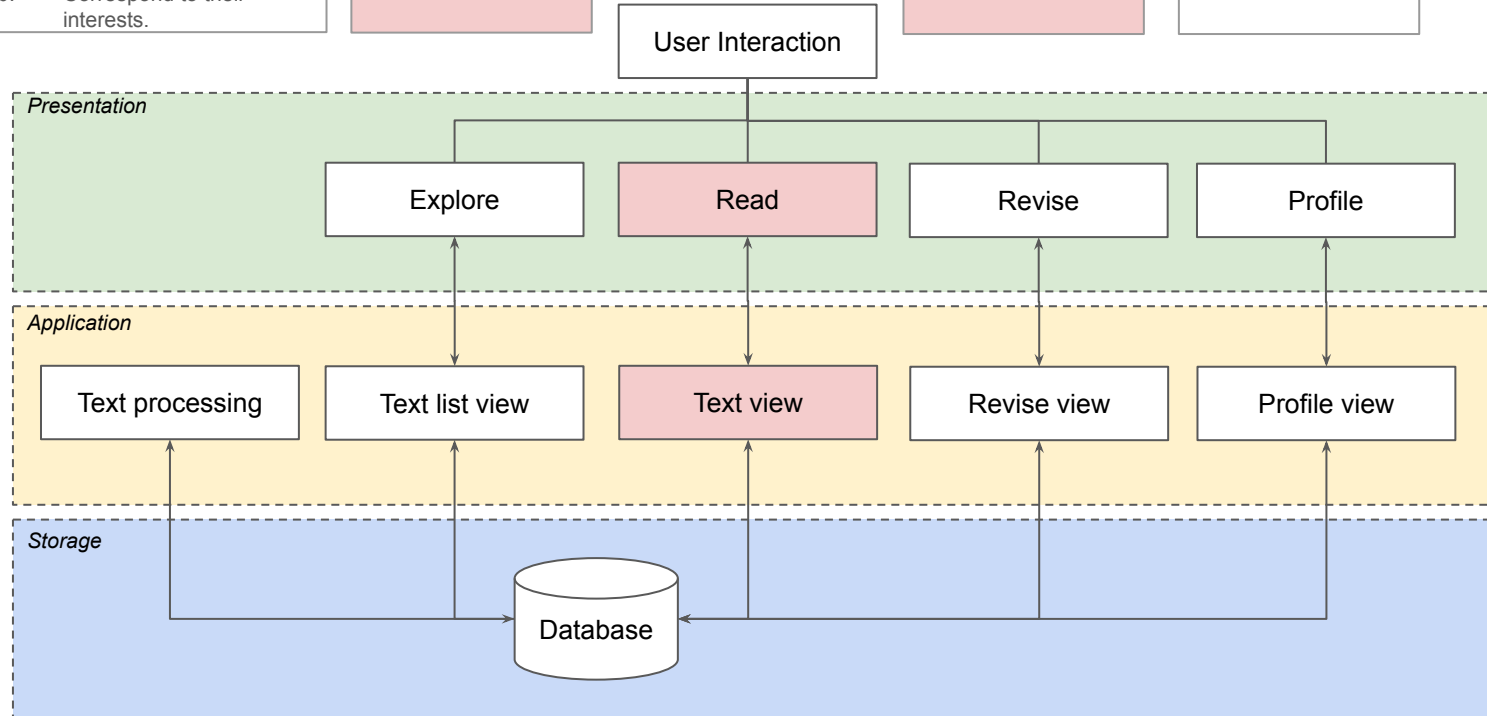 interests.
User Interaction
Presentation
Explore
Read
Revise
Profile
Application
Text processing
Text list view
Text view
Revise view
Profile view
Storage
Database